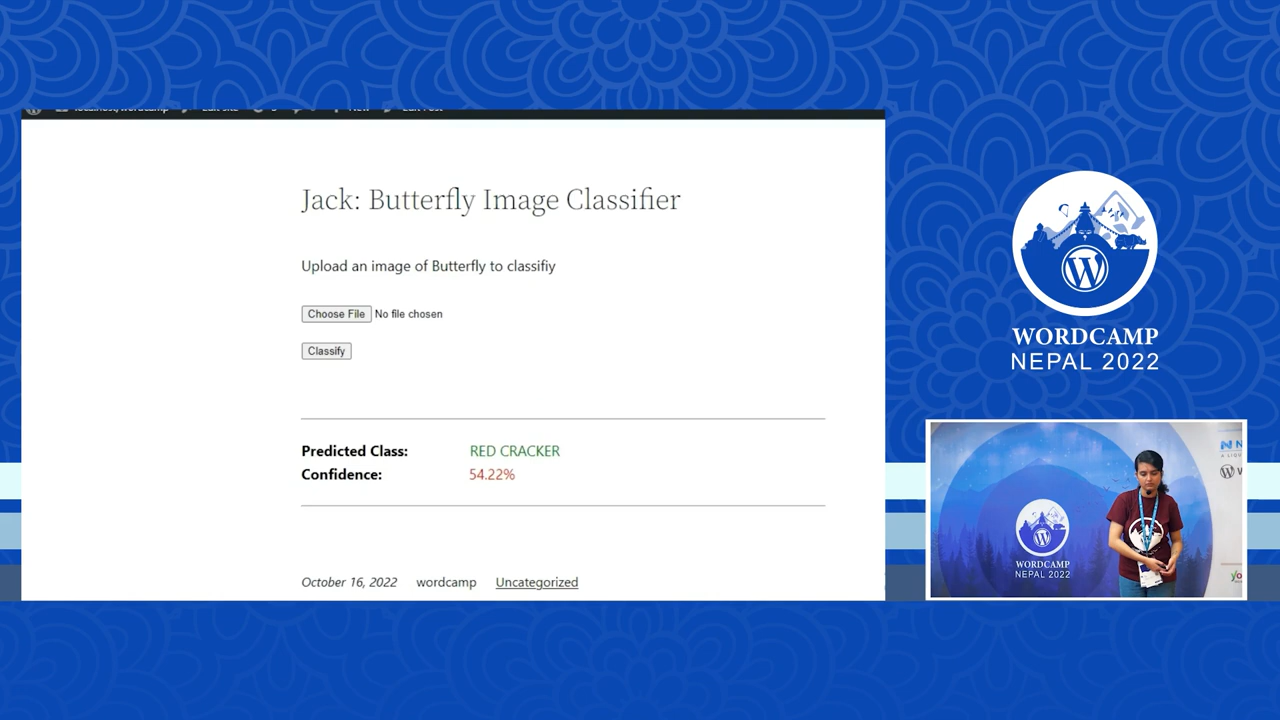 Jack: Butterfly Image Classifier
Upload an image of Butterfly to classifiy
Choose File No file chosen
Classify
Predicted Class: RED CRACKER
Confidence: 54.22%
October 16, 2022 wordcamp Uncategorized
WORDCAMP
NEPAL 2022
WORDCAMP
NEPAL 2022